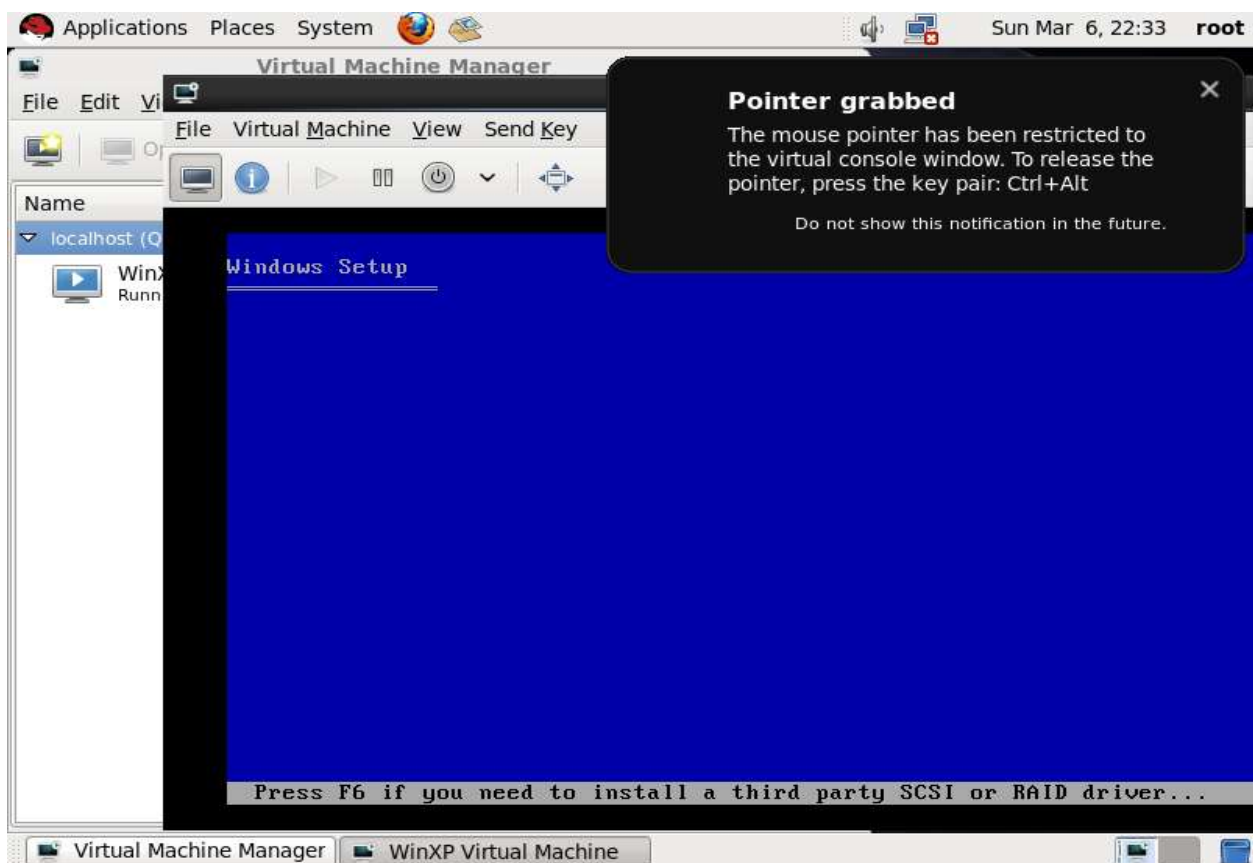 Applications Places System
Sun Mar 6, 22:33 root
Virtual Machine Manager
File Edit Vi
Name
localhost (Q
Win
Runn
File Virtual Machine View Send Key
Pointer grabbed
The mouse pointer has been restricted to
the virtual console window. To release the
pointer, press the key pair: Ctrl+Alt
Do not show this notification in the future.
Windows Setup
Press F6 if you need to install a third party SCSI or RAID driver...
Virtual Machine Manager
WinXP Virtual Machine